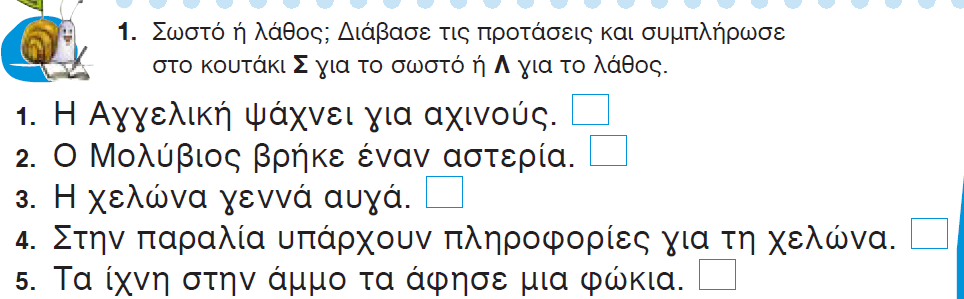 1. Σωστό ή λάθος; Διάβασε τις προτάσεις και συμπλήρωσε
στο κουτάκι Σ για το σωστό ή Λ για το λάθος.
1. Η Αγγελική ψάχνει για αχινούς.
2. Ο Μολύβιος βρήκε έναν αστερία.
3. Η χελώνα γεννά αυγά.
4. Στην παραλία υπάρχουν πληροφορίες για τη χελώνα.
5. Τα ίχνη στην άμμο τα άφησε μια φώκια.